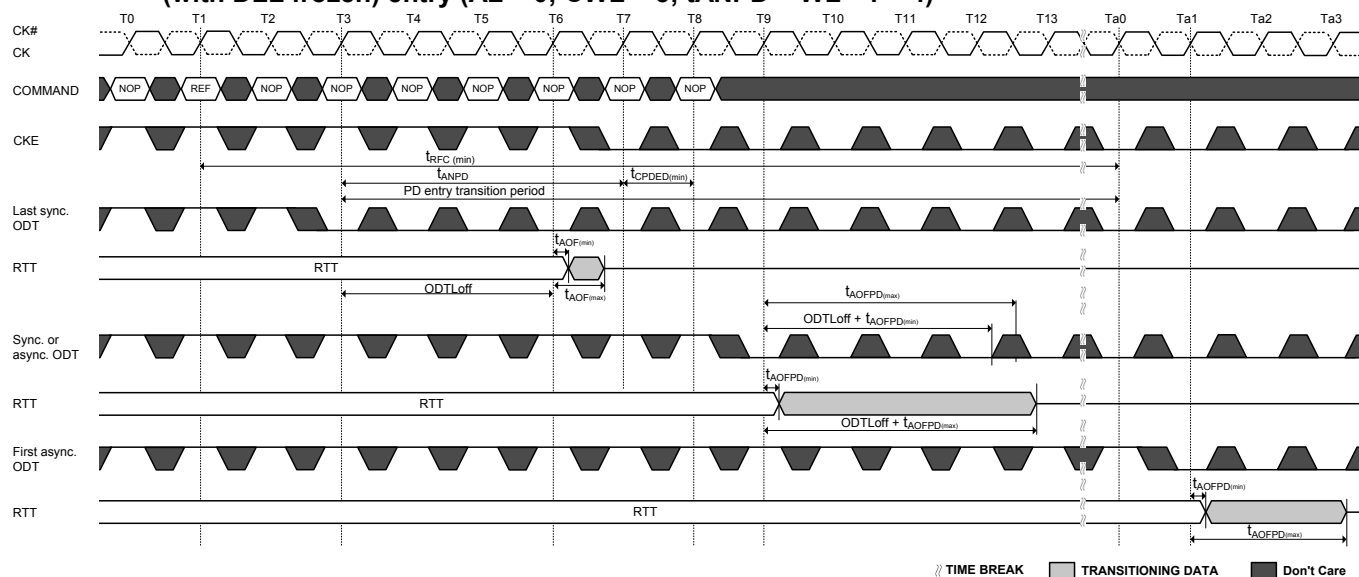 T0 T1 T2 T3 T4 T5 T6 T7 T8 T9 T10 T11 T12 T13 Ta0 Ta1 Ta2 Ta3
CK#
CK
COMMAND NOP REF NOP NOP NOP NOP NOP NOP NOP
CKE
tRFC (min)
tANPD tCPDED(min)
PD entry transition period
Last sync.
ODT
tAOF(min)
RTT RTT
ODTLoff tAOF(max)
tAOFPD(max)
ODTLoff + tAOFPD(min)
Sync. or
async. ODT
tAOFPD(min)
RTT RTT
ODTLoff + tAOFPD(max)
First async.
ODT
tAOFPD(min)
RTT RTT
tAOFPD(max)
TIME BREAK TRANSITIONING DATA Don't Care